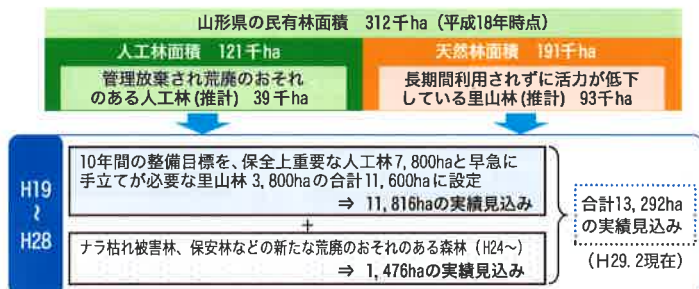 山形県の民有林面積　312千ha（平成18年時点）
人工林面積　121千ha
天然林面積　191千ha
管理放棄され荒廃のおそれ
のある人工林(推計)　39千ha
長期間利用されずに活力が低下
している里山林(推計)　93千ha
H19
～
H28
10年間の整備目標を、保全上重要な人工林7,800haと早急に
手立てが必要な里山林 3,800haの合計11,600haに設定
⇒ 11,816haの実績見込み
＋
ナラ枯れ被害林、保安林などの新たな荒廃のおそれのある森林（H24～）
⇒ 1,476haの実績見込み
合計13,292ha
の実績見込み
（H29.2現在）